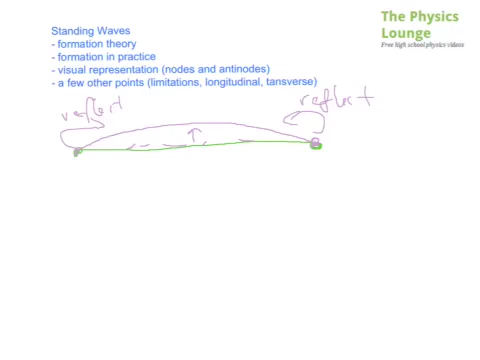 The Physics
Lounge
Free high school physics videos
Standing Waves
- formation theory
- formation in practice
- visual representation (nodes and antinodes)
- a few other points (limitations, longitudinal, tansverse)
reflect
reflect